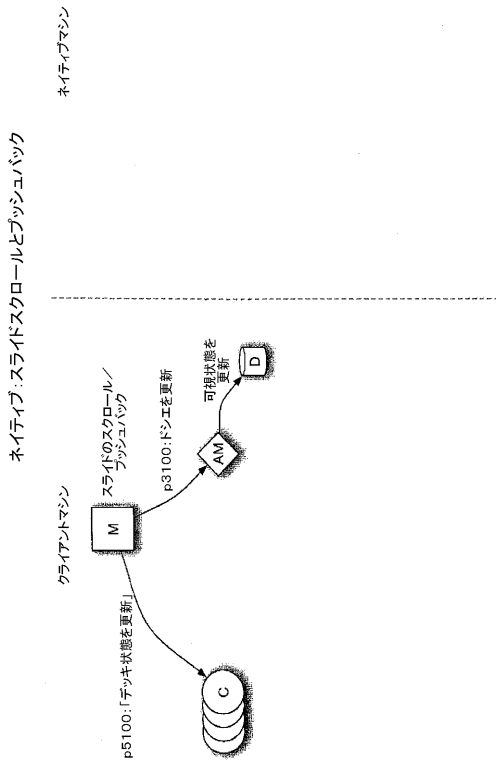 ネイティブ:スライドスクロールとプッシュバック
クライアントマシン
ネイティブマシン
M
スライドのスクロール/
プッシュバック
p5100:「デッキ状態を更新」
p3100:ドシエを更新
C
AM
可視状態を
更新
D